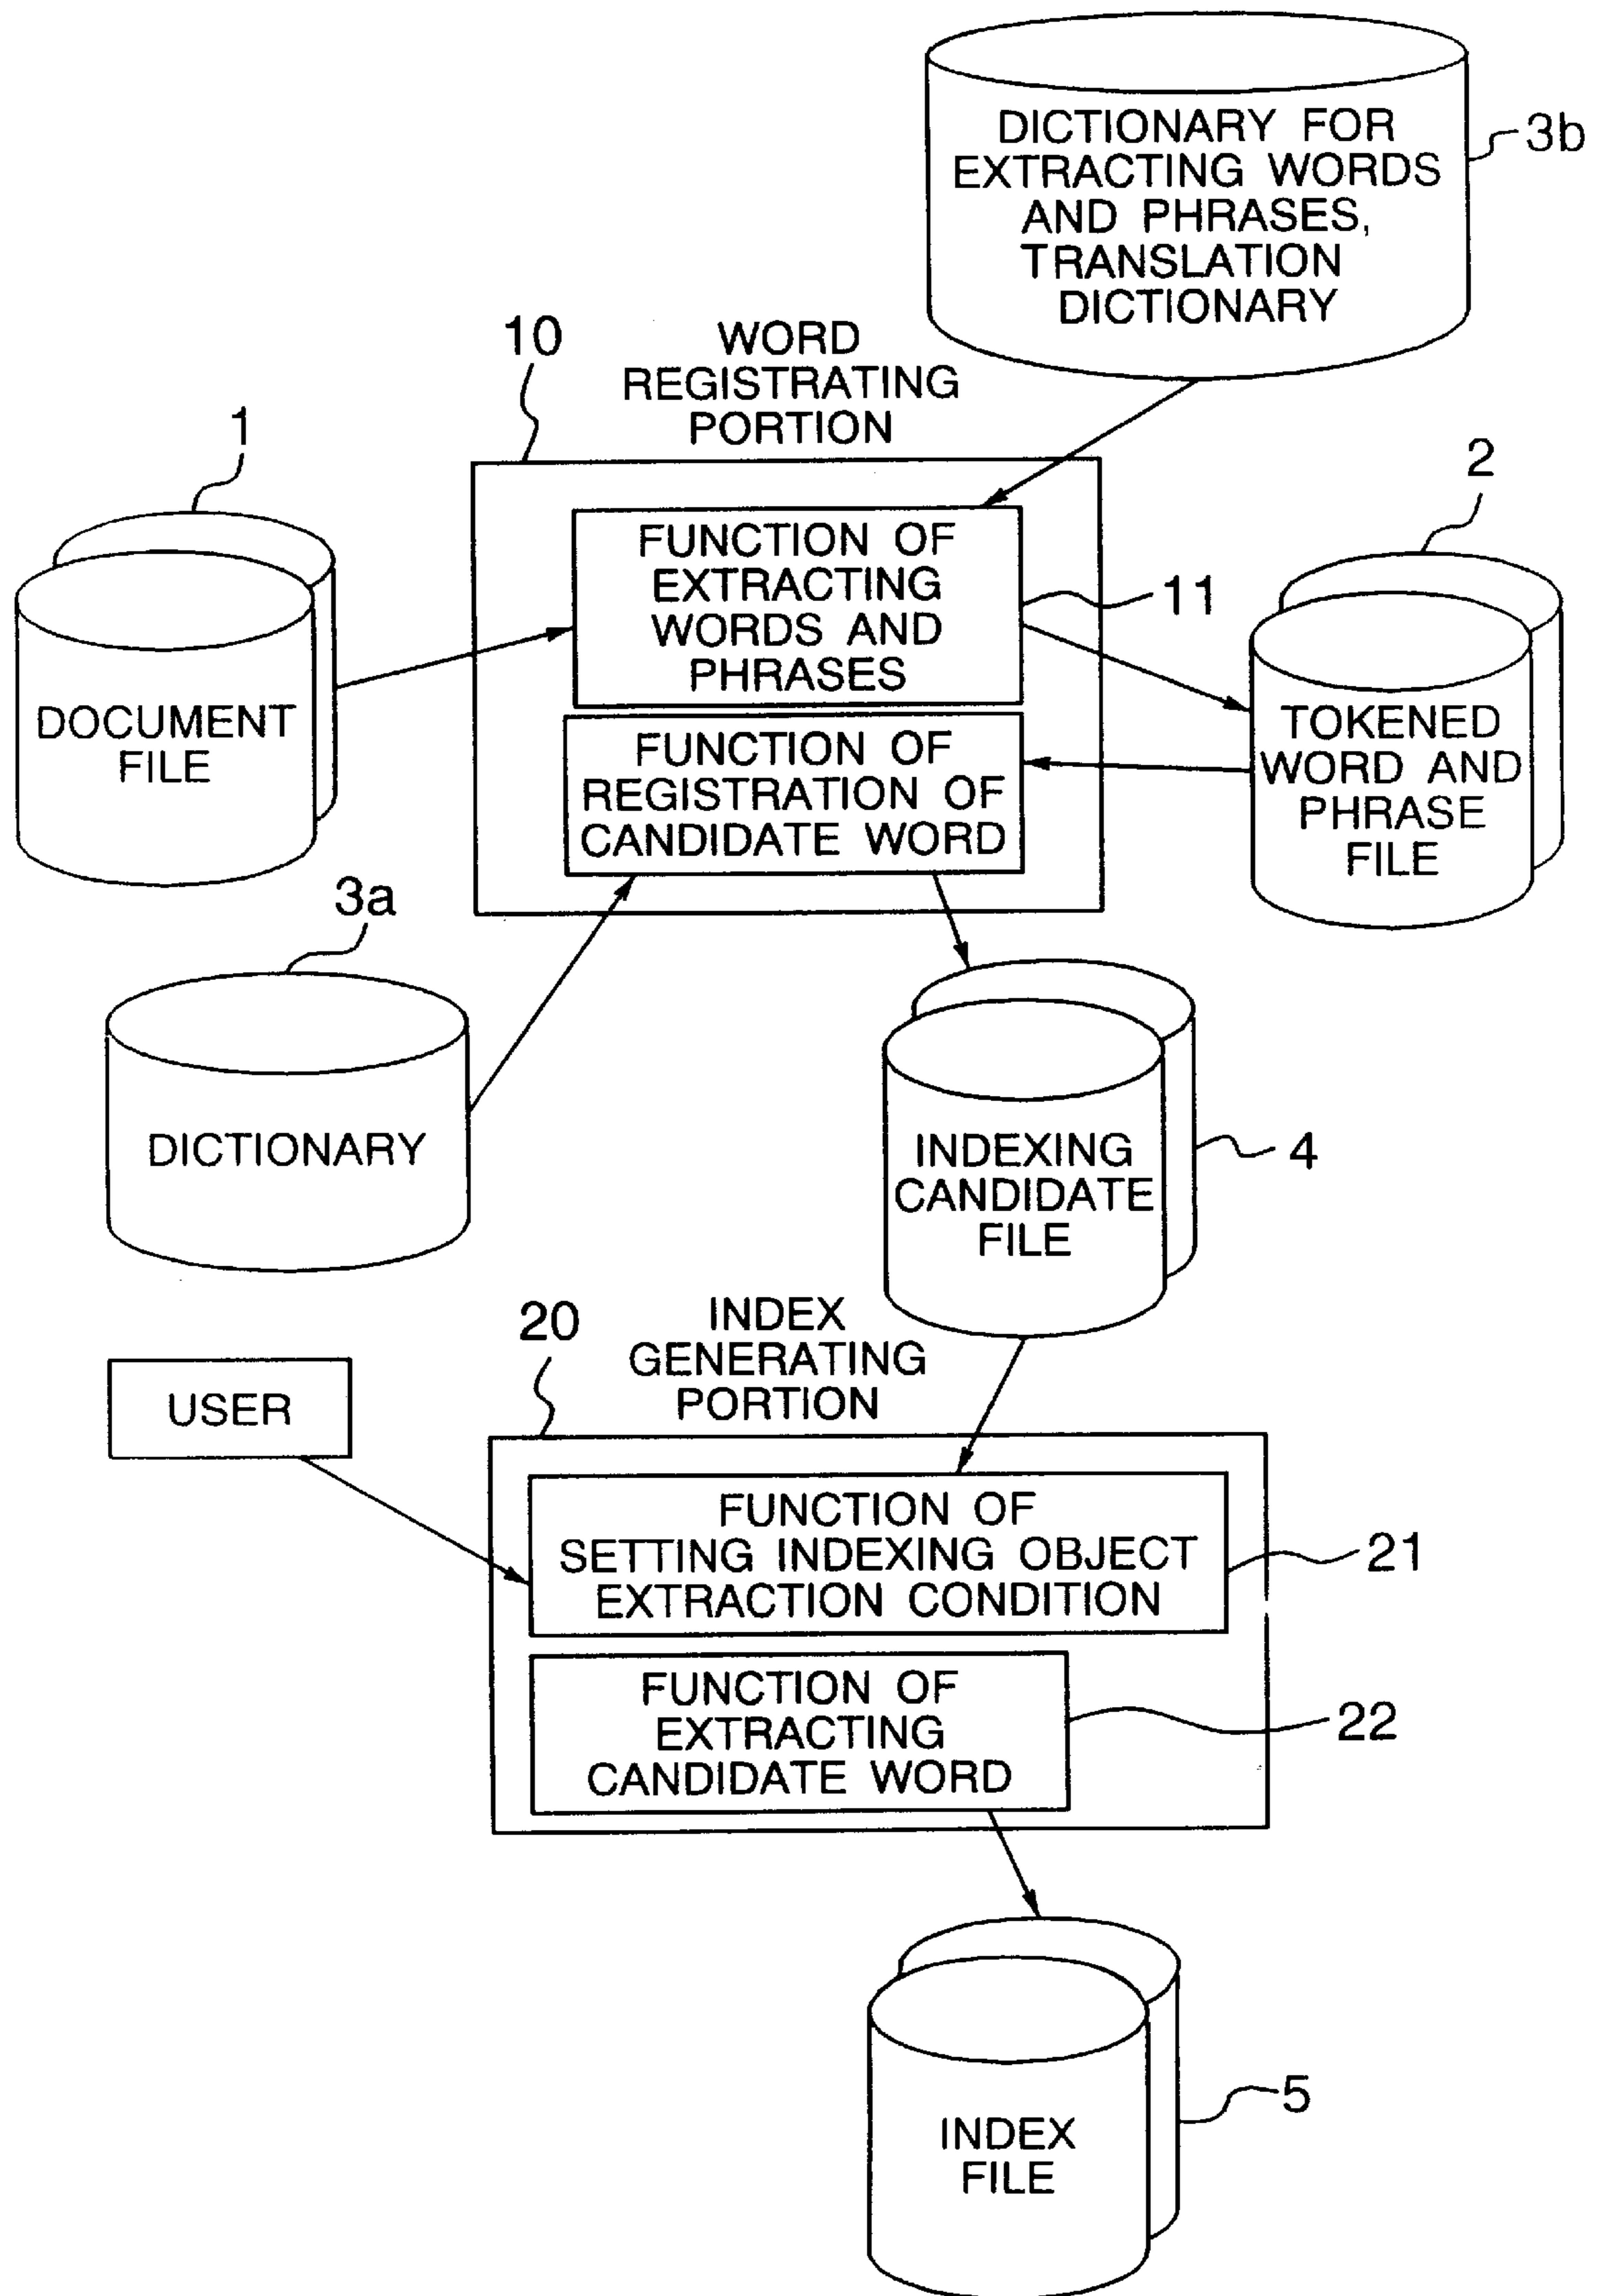 DICTIONARY FOR
EXTRACTING WORDS
AND PHRASES,
TRANSLATION
DICTIONARY
3b
10
WORD
REGISTRATING
PORTION
1
2
FUNCTION OF
EXTRACTING
WORDS AND
PHRASES
11
DOCUMENT
FILE
FUNCTION OF
REGISTRATION OF
CANDIDATE WORD
TOKENED
WORD AND
PHRASE
FILE
3a
DICTIONARY
INDEXING
CANDIDATE
FILE
4
20
INDEX
GENERATING
PORTION
USER
FUNCTION OF
SETTING INDEXING OBJECT
EXTRACTION CONDITION
21
FUNCTION OF
EXTRACTING
CANDIDATE WORD
22
INDEX
FILE
5